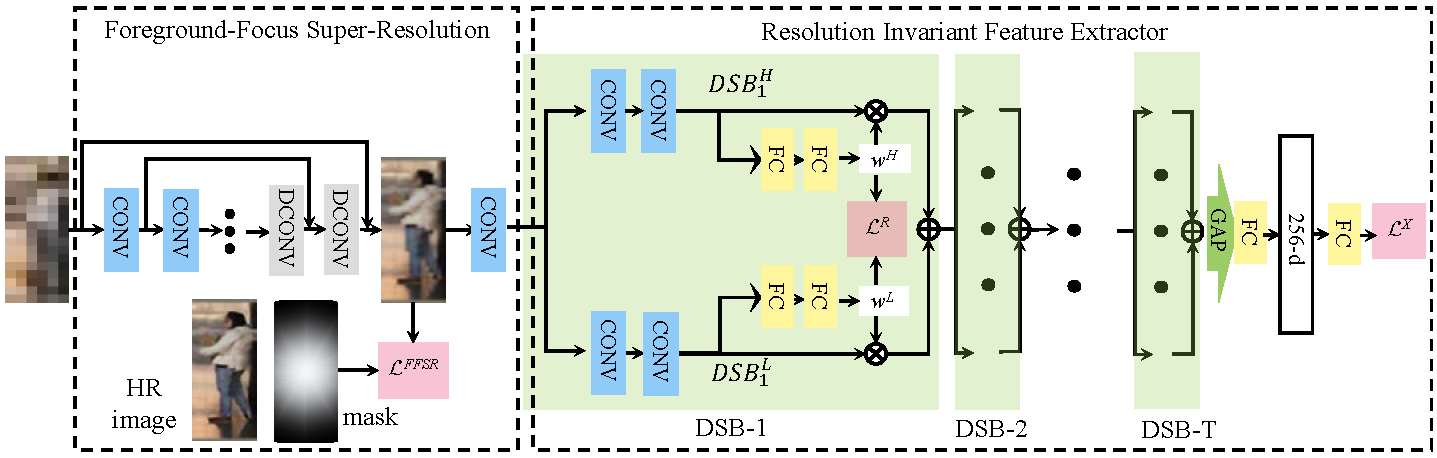 Foreground-Focus Super-Resolution
CONV
CONV
DCONV
DCONV
CONV
HR
image
mask
$\mathcal{L}^{FFSR}$
Resolution Invariant Feature Extractor
CONV
CONV
$DSB_1^H$
FC
FC
$w^H$
$\mathcal{L}^R$
FC
FC
$w^L$
CONV
CONV
$DSB_1^L$
DSB-1
DSB-2
DSB-T
GAP
FC
256-d
FC
$\mathcal{L}^X$